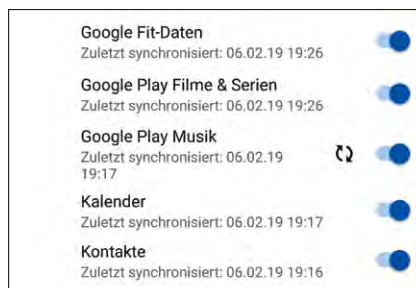 Google Fit-Daten
Zuletzt synchronisiert: 06.02.19 19:26
Google Play Filme & Serien
Zuletzt synchronisiert: 06.02.19 19:26
Google Play Musik
Zuletzt synchronisiert: 06.02.19
19:17
Kalender
Zuletzt synchronisiert: 06.02.19 19:17
Kontakte
Zuletzt synchronisiert: 06.02.19 19:16